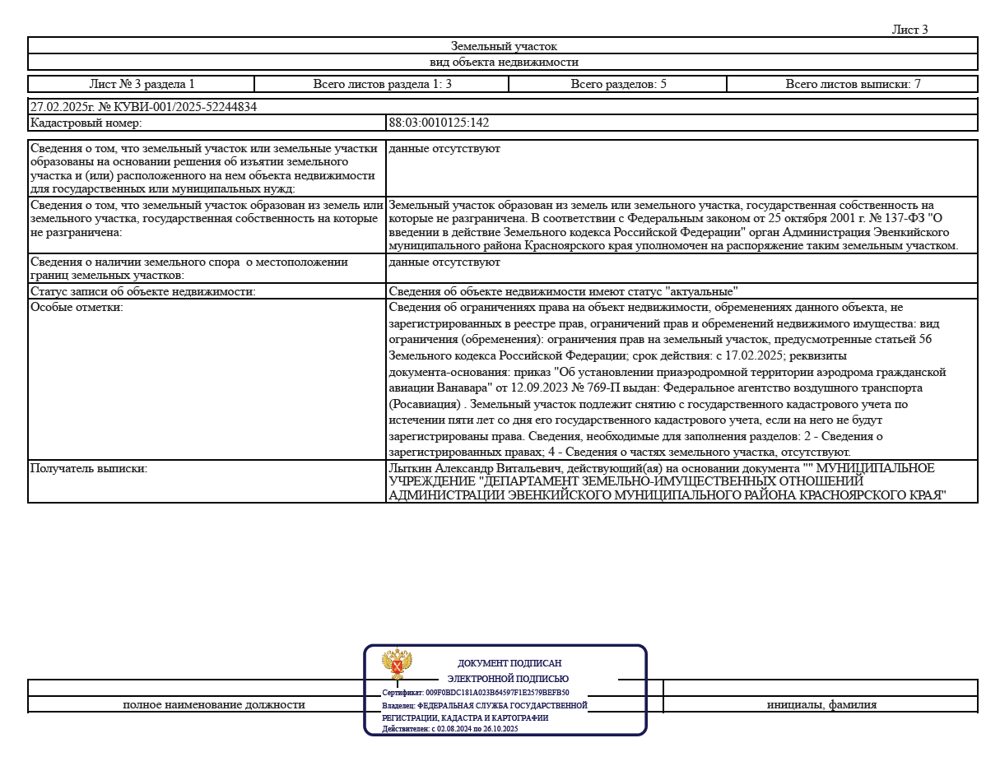 Лист 3
Земельный участок
вид объекта недвижимости
Лист № 3 раздела 1
Всего листов раздела 1: 3
Всего разделов: 5
Всего листов выписки: 7
27.02.2025г. № КУВИ-001/2025-52244834
Кадастровый номер:
88:03:0010125:142
Сведения о том, что земельный участок или земельные участки
образованы на основании решения об изъятии земельного
участка и (или) расположенного на нем объекта недвижимости
для государственных или муниципальных нужд:
данные отсутствуют
Сведения о том, что земельный участок образован из земель или
земельного участка, государственная собственность на которые
не разграничена:
Земельный участок образован из земель или земельного участка, государственная собственность на
которые не разграничена. В соответствии с Федеральным законом от 25 октября 2001 г. № 137-ФЗ "О
введении в действие Земельного кодекса Российской Федерации" орган Администрация Эвенкийского
муниципального района Красноярского края уполномочен на распоряжение таким земельным участком.
Сведения о наличии земельного спора  о местоположении
границ земельных участков:
данные отсутствуют
Статус записи об объекте недвижимости:
Сведения об объекте недвижимости имеют статус "актуальные"
Особые отметки:
Сведения об ограничениях права на объект недвижимости, обременениях данного объекта, не
зарегистрированных в реестре прав, ограничений прав и обременений недвижимого имущества: вид
ограничения (обременения): ограничения прав на земельный участок, предусмотренные статьей 56
Земельного кодекса Российской Федерации; срок действия: с 17.02.2025; реквизиты
документа-основания: приказ "Об установлении приаэродромной территории аэродрома гражданской
авиации Ванавара" от 12.09.2023 № 769-П выдан: Федеральное агентство воздушного транспорта
(Росавиация) . Земельный участок подлежит снятию с государственного кадастрового учета по
истечении пяти лет со дня его государственного кадастрового учета, если на него не будут
зарегистрированы права. Сведения, необходимые для заполнения разделов: 2 - Сведения о
зарегистрированных правах; 4 - Сведения о частях земельного участка, отсутствуют.
Получатель выписки:
Лыткин Александр Витальевич, действующий(ая) на основании документа "" МУНИЦИПАЛЬНОЕ
УЧРЕЖДЕНИЕ "ДЕПАРТАМЕНТ ЗЕМЕЛЬНО-ИМУЩЕСТВЕННЫХ ОТНОШЕНИЙ
АДМИНИСТРАЦИИ ЭВЕНКИЙСКОГО МУНИЦИПАЛЬНОГО РАЙОНА КРАСНОЯРСКОГО КРАЯ"
ДОКУМЕНТ ПОДПИСАН
ЭЛЕКТРОННОЙ ПОДПИСЬЮ
Сертификат: 009F0BDC181A023B64597F1E2579BEFB50
Владелец: ФЕДЕРАЛЬНАЯ СЛУЖБА ГОСУДАРСТВЕННОЙ
РЕГИСТРАЦИИ, КАДАСТРА И КАРТОГРАФИИ
Действителен: с 02.08.2024 по 26.10.2025
полное наименование должности
инициалы, фамилия